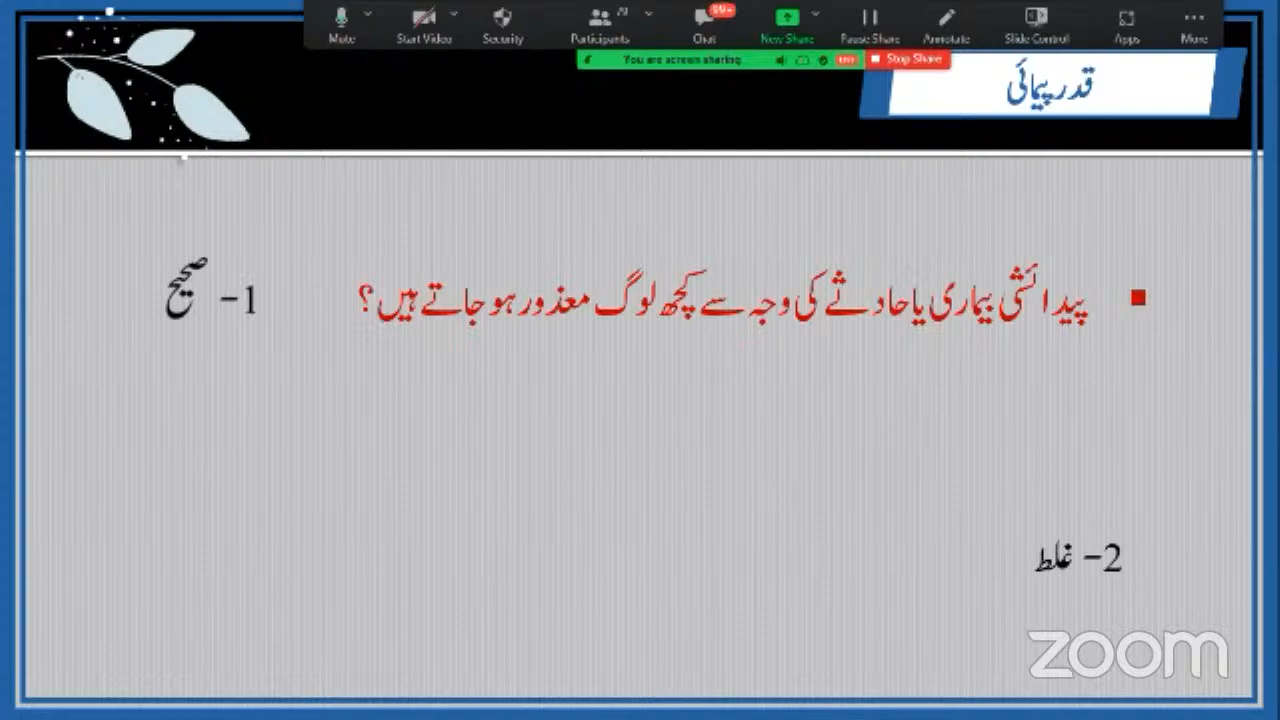 Mute
Start Video
Security
Participants
79
Chat
99+
New Share
Pause Share
Annotate
Slide Control
Apps
More
You are screen sharing
Stop Share
قدر پیمائی
پیدائشی بیماری یا حادثے کی وجہ سے کچھ لوگ معذور ہو جاتے ہیں؟
1- صحیح
2- غلط
zoom